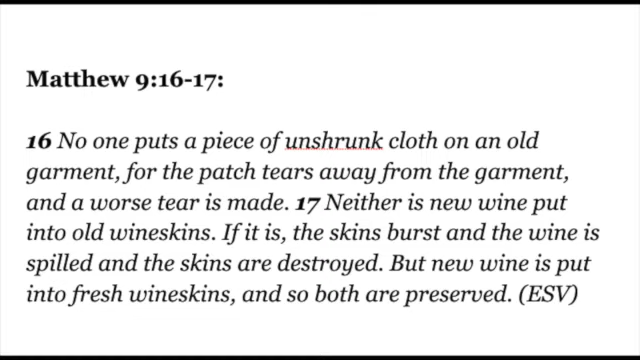 Matthew 9:16-17:
16 No one puts a piece of unshrunk cloth on an old
garment, for the patch tears away from the garment,
and a worse tear is made. 17 Neither is new wine put
into old wineskins. If it is, the skins burst and the wine is
spilled and the skins are destroyed. But new wine is put
into fresh wineskins, and so both are preserved. (ESV)